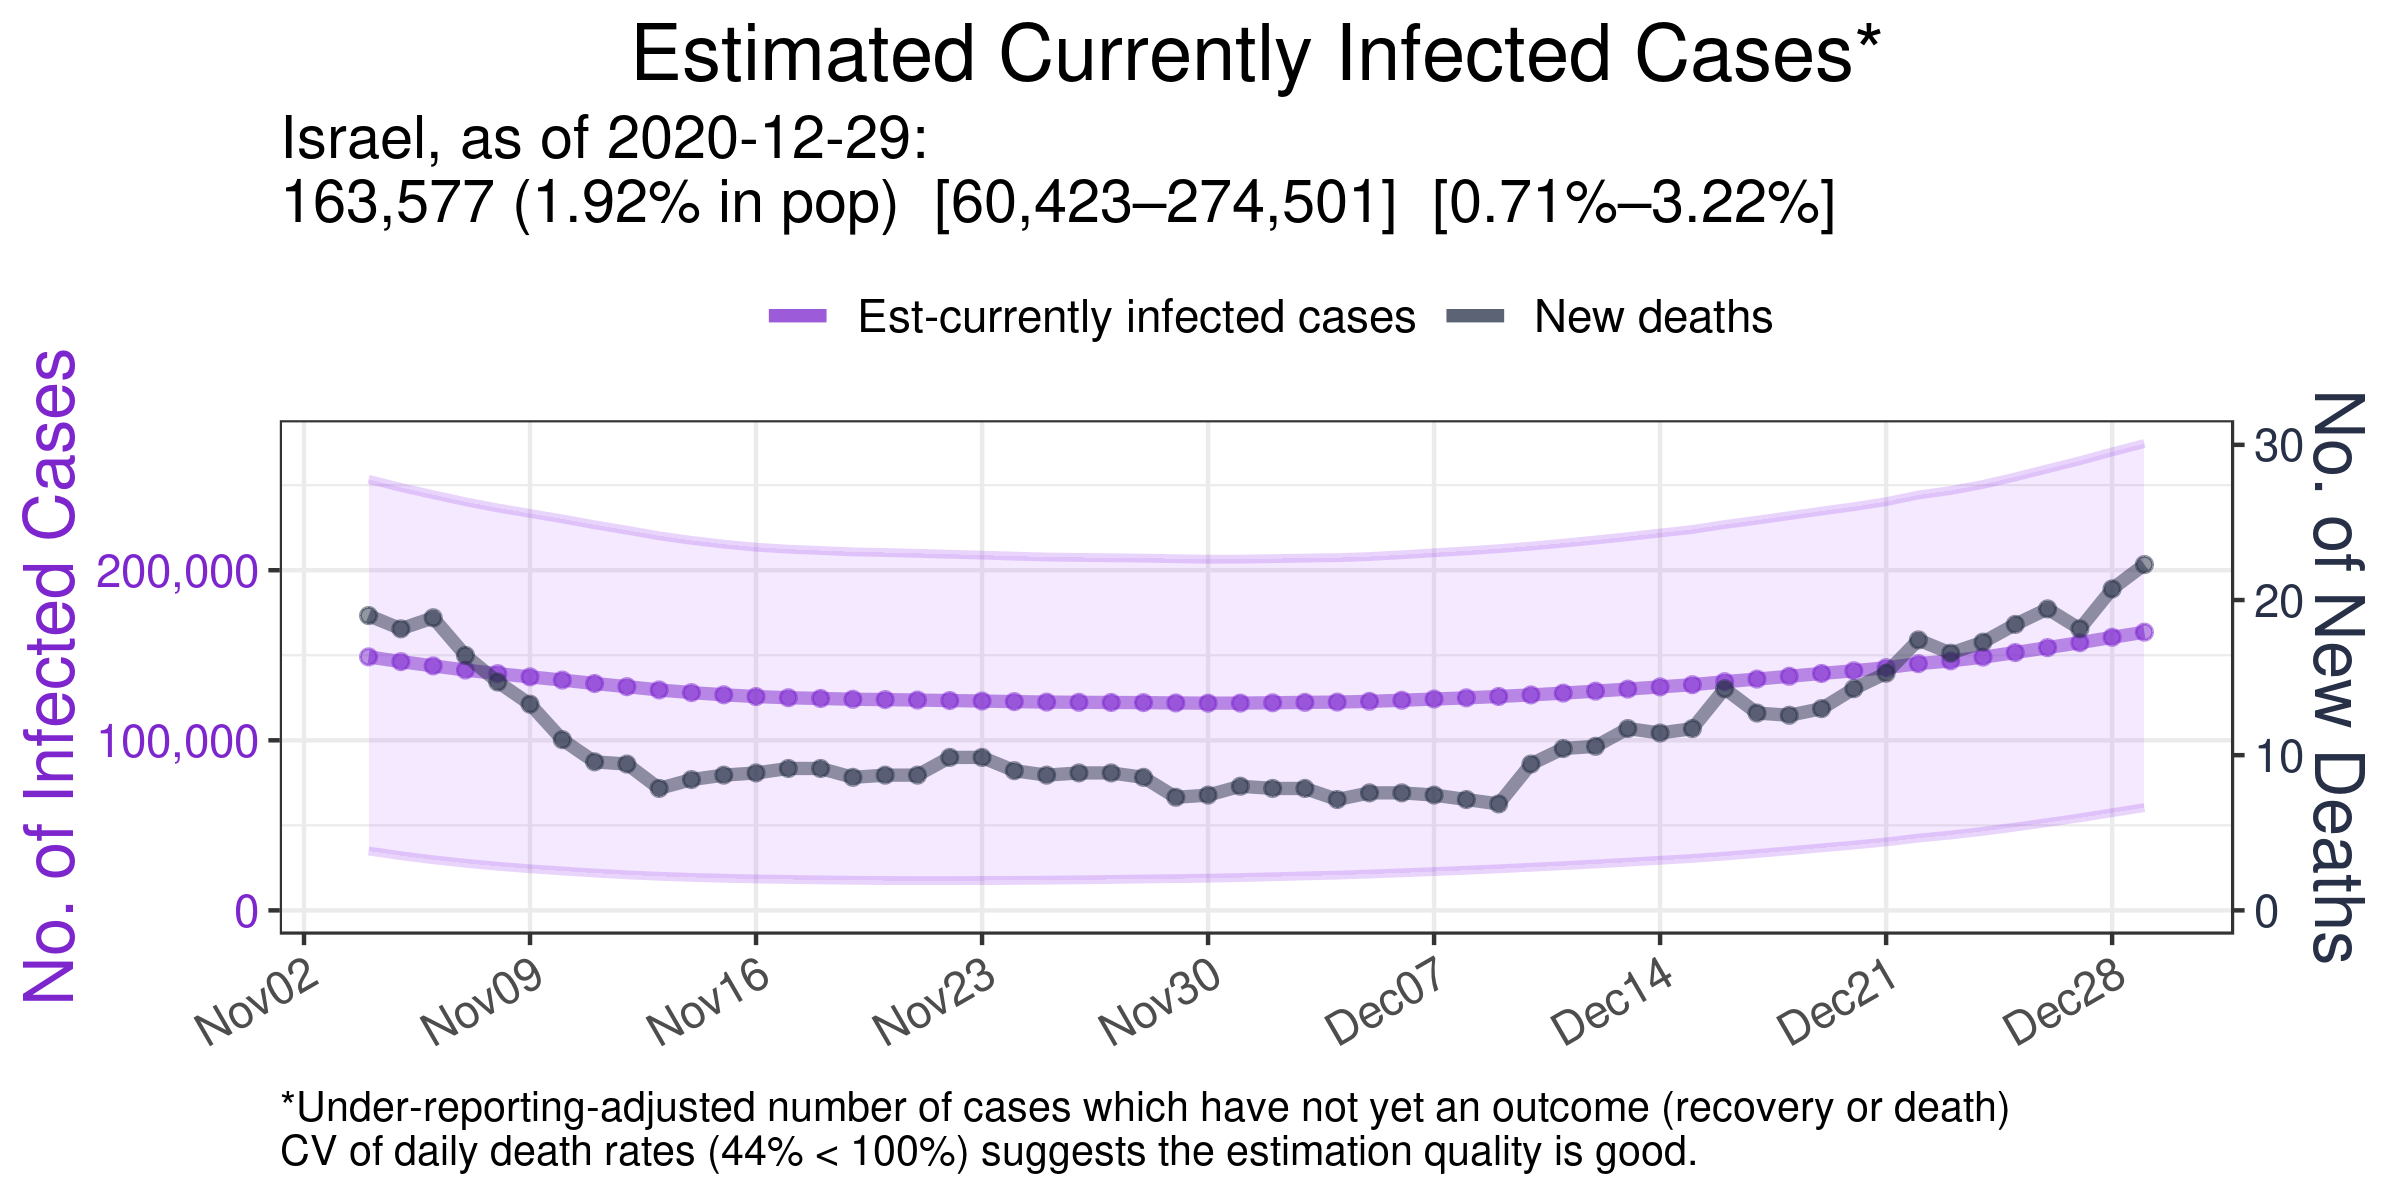 Estimated Currently Infected Cases*
Israel, as of 2020-12-29:
163,577 (1.92% in pop)  [60,423–274,501]  [0.71%–3.22%]
Est-currently infected cases
New deaths
No. of Infected Cases
200,000
100,000
0
30
20
10
0
No. of New Deaths
Nov02
Nov09
Nov16
Nov23
Nov30
Dec07
Dec14
Dec21
Dec28
*Under-reporting-adjusted number of cases which have not yet an outcome (recovery or death)
CV of daily death rates (44% < 100%) suggests the estimation quality is good.